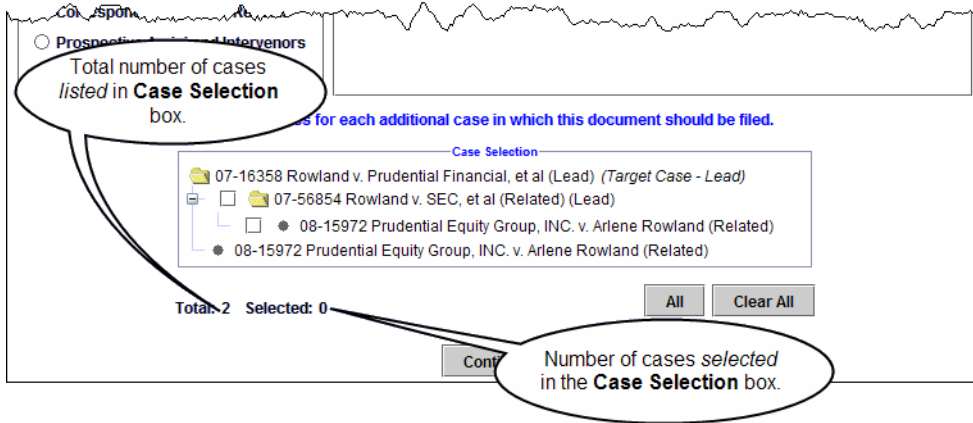 Prospective
Intervenors
Total number of cases
listed in Case Selection
box.
for each additional case in which this document should be filed.
Case Selection
07-16358 Rowland v. Prudential Financial, et al (Lead) (Target Case - Lead)
07-56854 Rowland v. SEC, et al (Related) (Lead)
08-15972 Prudential Equity Group, INC. v. Arlene Rowland (Related)
08-15972 Prudential Equity Group, INC. v. Arlene Rowland (Related)
Total: 2 Selected: 0
All
Clear All
Conti
Number of cases selected
in the Case Selection box.